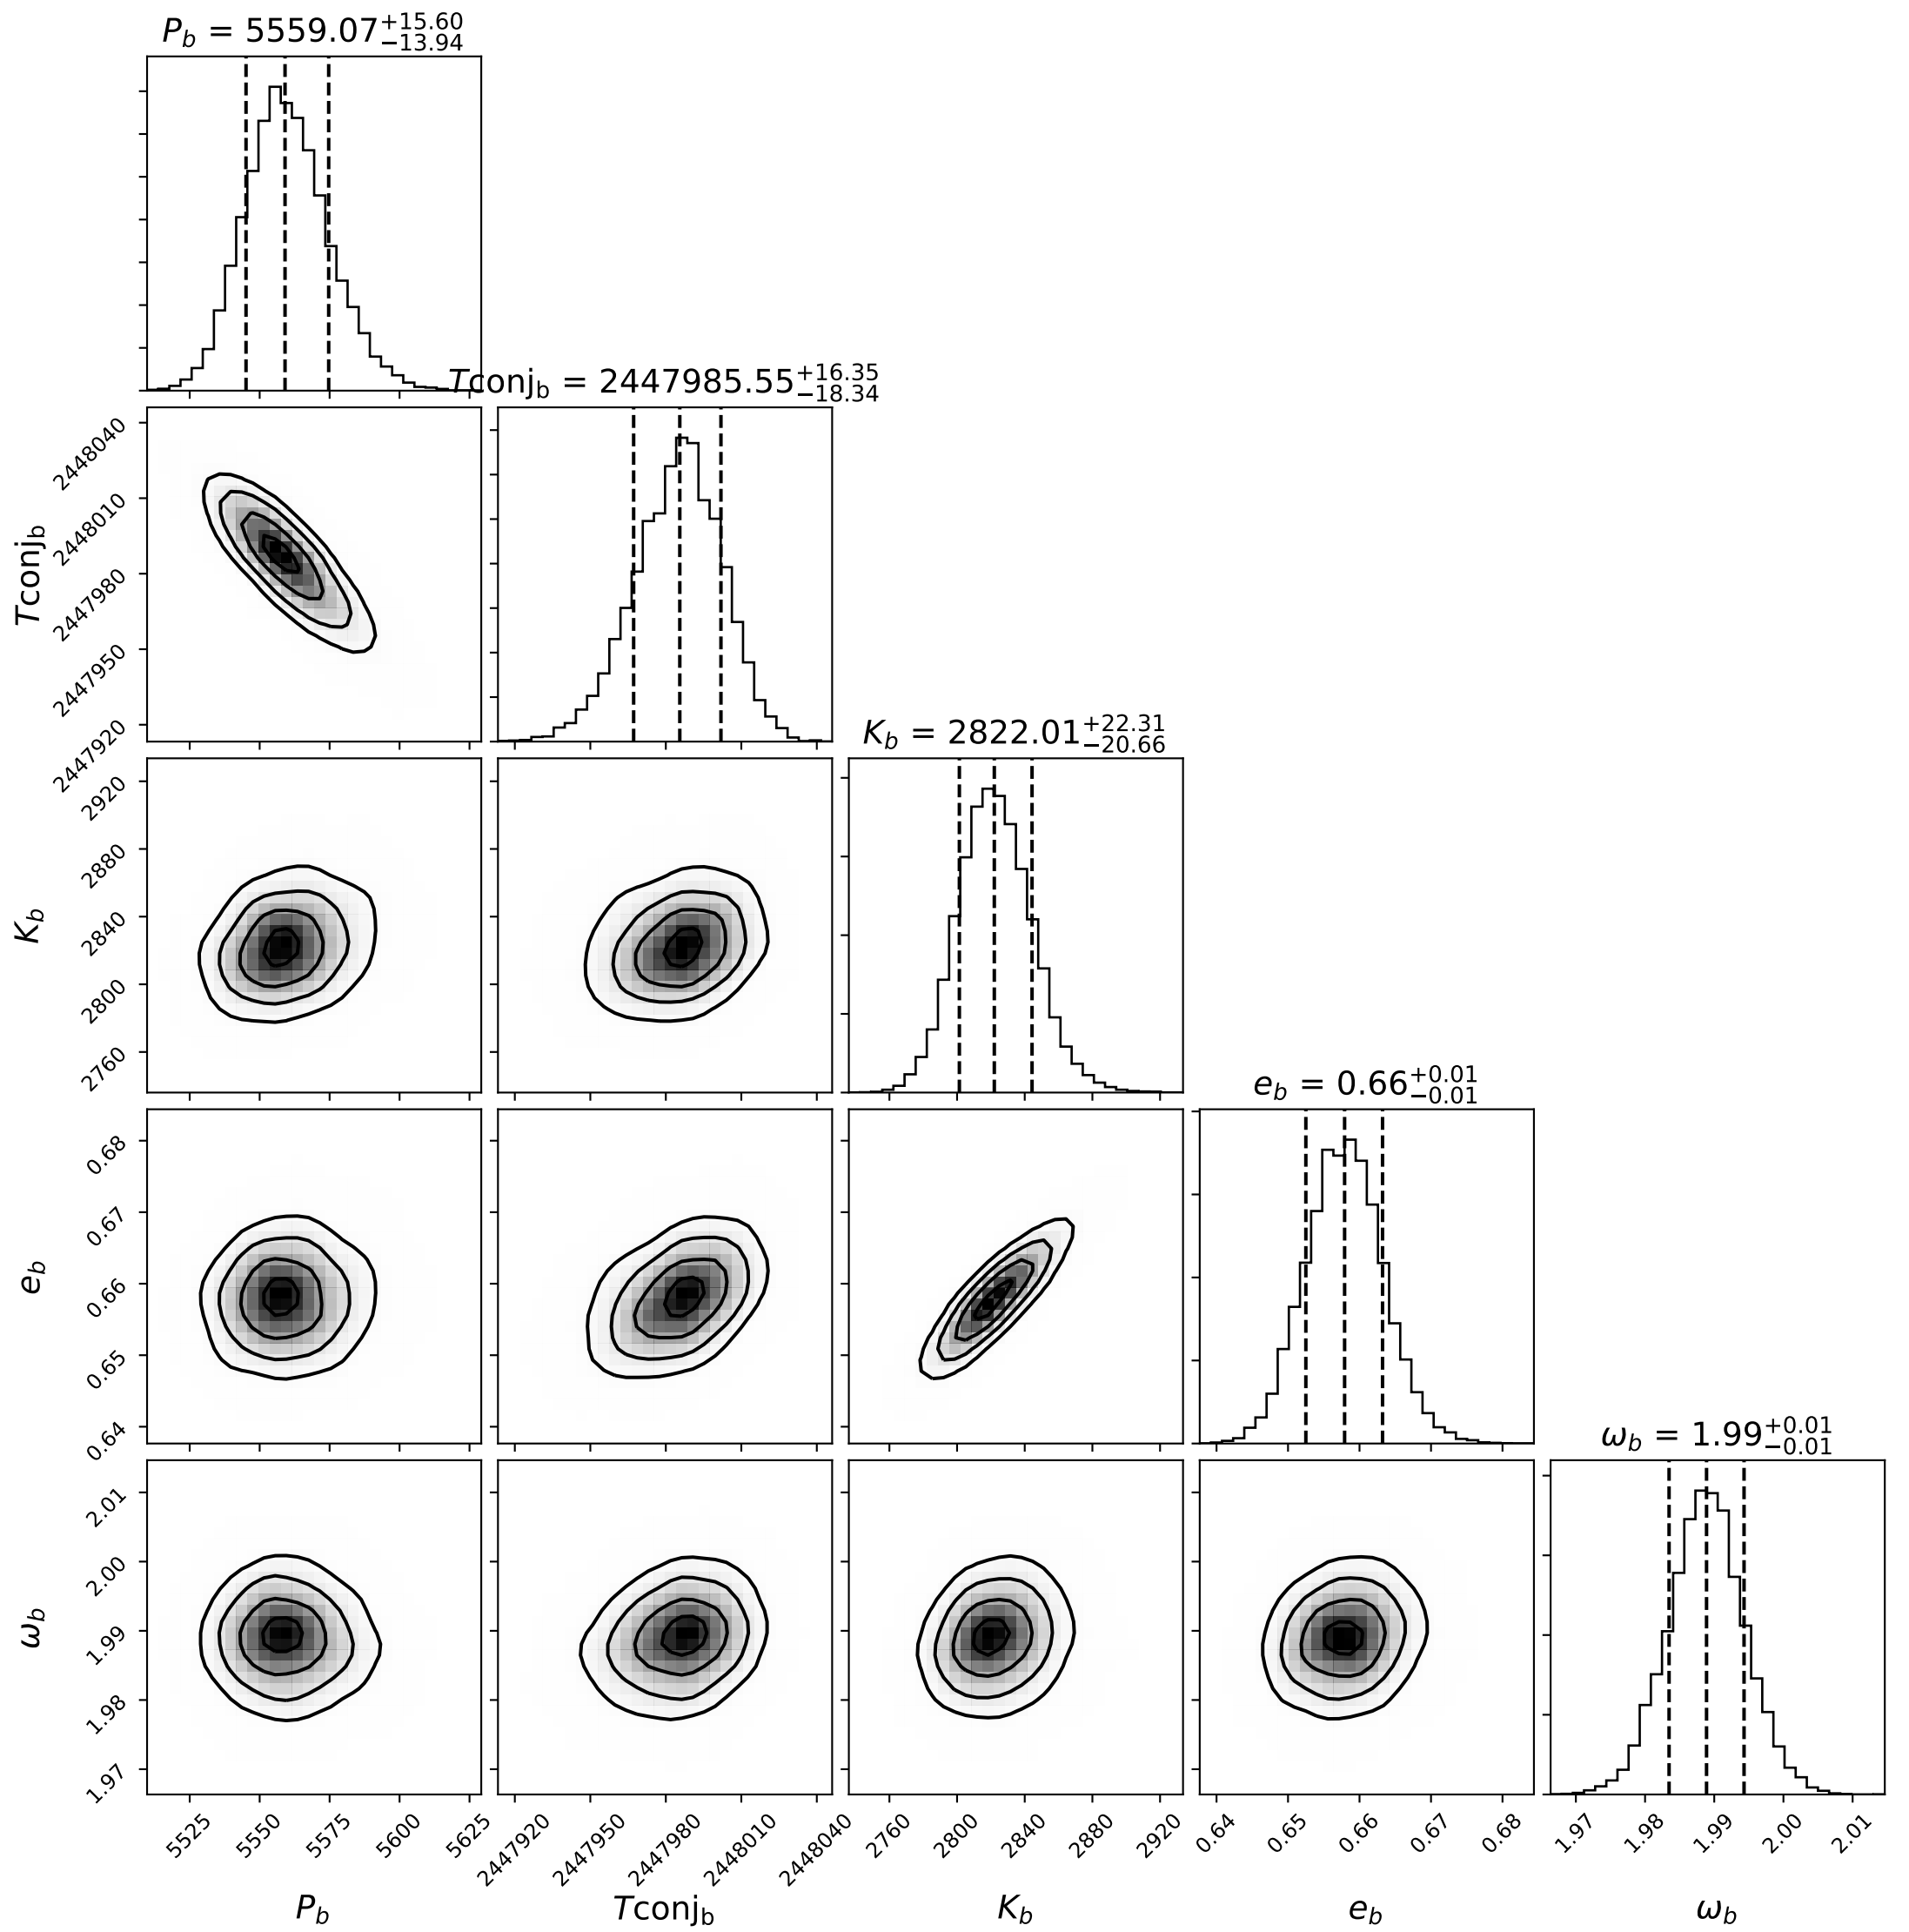 P_b = 5559.07 +15.60 −13.94
Tconj_b = 2447985.55 +16.35 −18.34
2448040
2448010
2447980
2447950
2447920
Tconj_b
K_b = 2822.01 +22.31 −20.66
2920
2880
2840
2800
2760
K_b
e_b = 0.66 +0.01 −0.01
0.68
0.67
0.66
0.65
0.64
e_b
ω_b = 1.99 +0.01 −0.01
2.01
2.00
1.99
1.98
1.97
ω_b
5525 5550 5575 5600 5625 2447920 2447950 2447980 2448010 2448040 2760 2800 2840 2880 2920 0.64 0.65 0.66 0.67 0.68 1.97 1.98 1.99 2.00 2.01
P_b Tconj_b K_b e_b ω_b